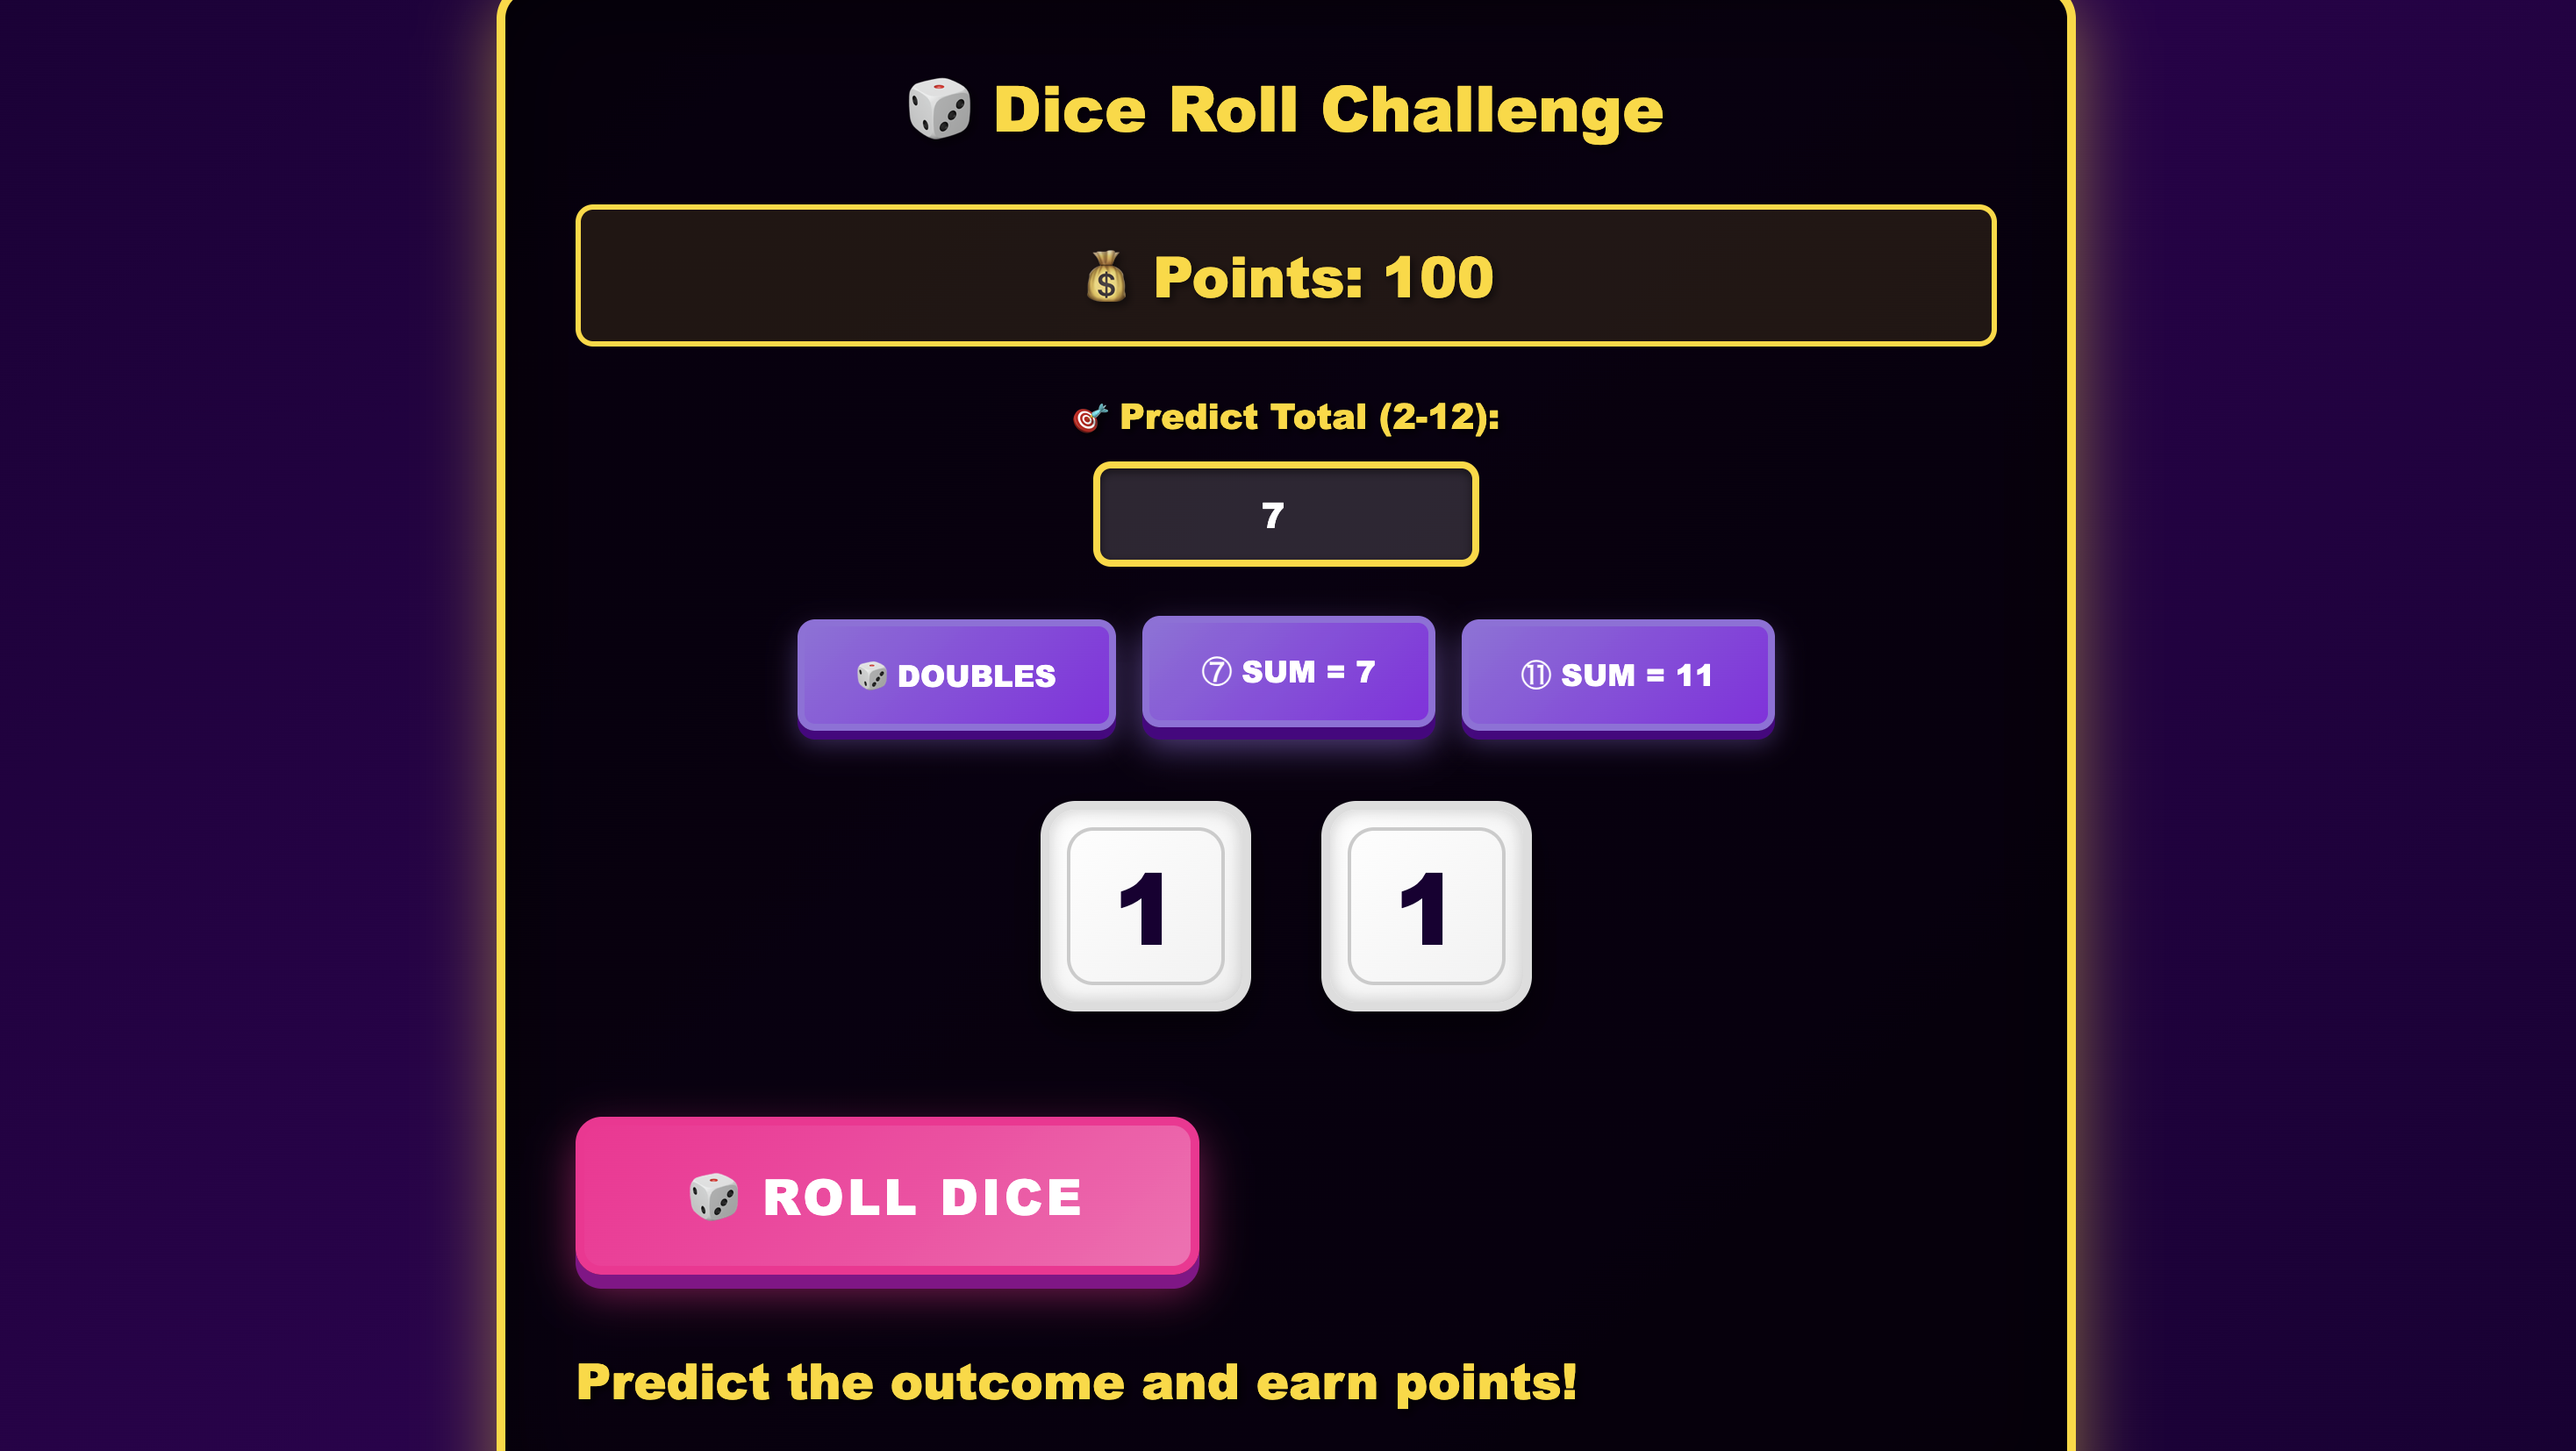 🎲 Dice Roll Challenge
💰 Points: 100
🎯 Predict Total (2-12):
7
🎲 DOUBLES
⑦ SUM = 7
⑪ SUM = 11
1
1
🎲 ROLL DICE
Predict the outcome and earn points!